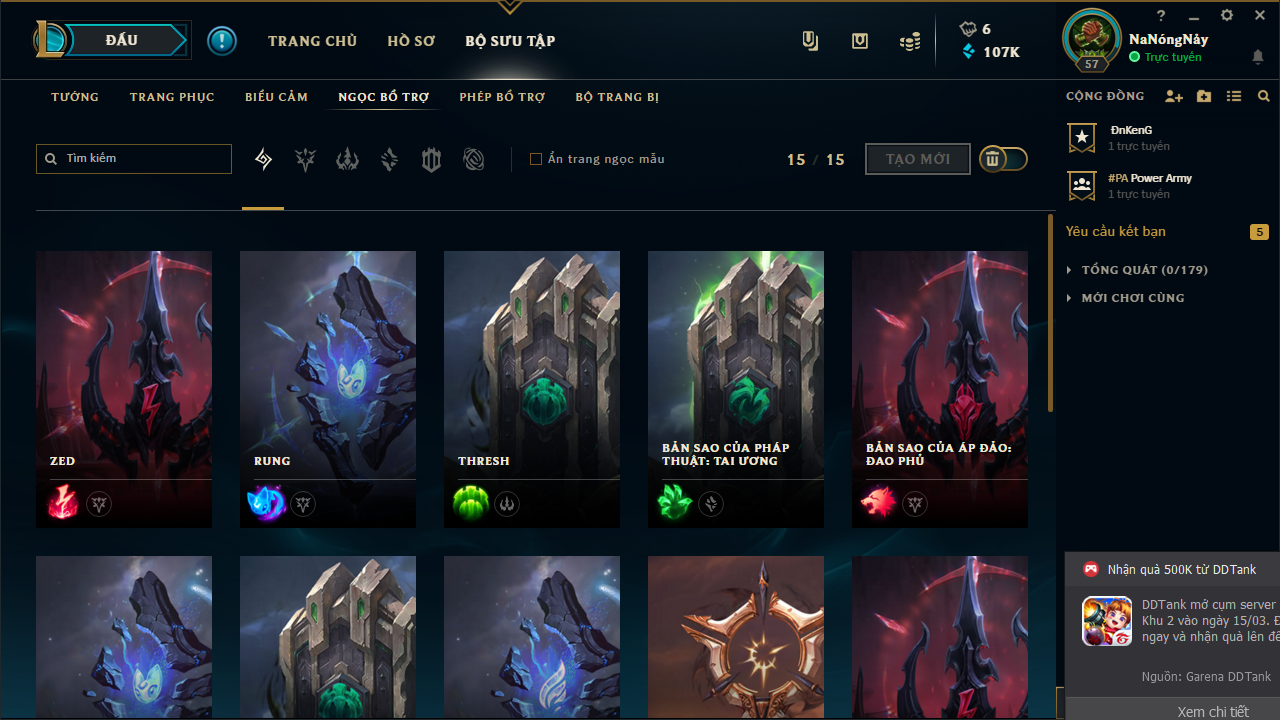 ĐẤU
!
TRANG CHỦ
HỒ SƠ
BỘ SƯU TẬP
6
107K
?
57
NaNóngNảy
Trực tuyến
TƯỚNG
TRANG PHỤC
BIỂU CẢM
NGỌC BỔ TRỢ
PHÉP BỔ TRỢ
BỘ TRANG BỊ
CỘNG ĐỒNG
Tìm kiếm
Ẩn trang ngọc mẫu
15 / 15
TẠO MỚI
ĐnKenG
1 trực tuyến
#PA Power Army
1 trực tuyến
Yêu cầu kết bạn
5
TỔNG QUÁT (0/179)
MỚI CHƠI CÙNG
ZED
RUNG
THRESH
BẢN SAO CỦA PHÁP
THUẬT: TAI ƯƠNG
BẢN SAO CỦA ÁP ĐẢO:
ĐAO PHỦ
Nhận quà 500K từ DDTank
DDTank mở cụm server
Khu 2 vào ngày 15/03. Đ
ngay và nhận quà lên đế
Nguồn: Garena DDTank
Xem chi tiết